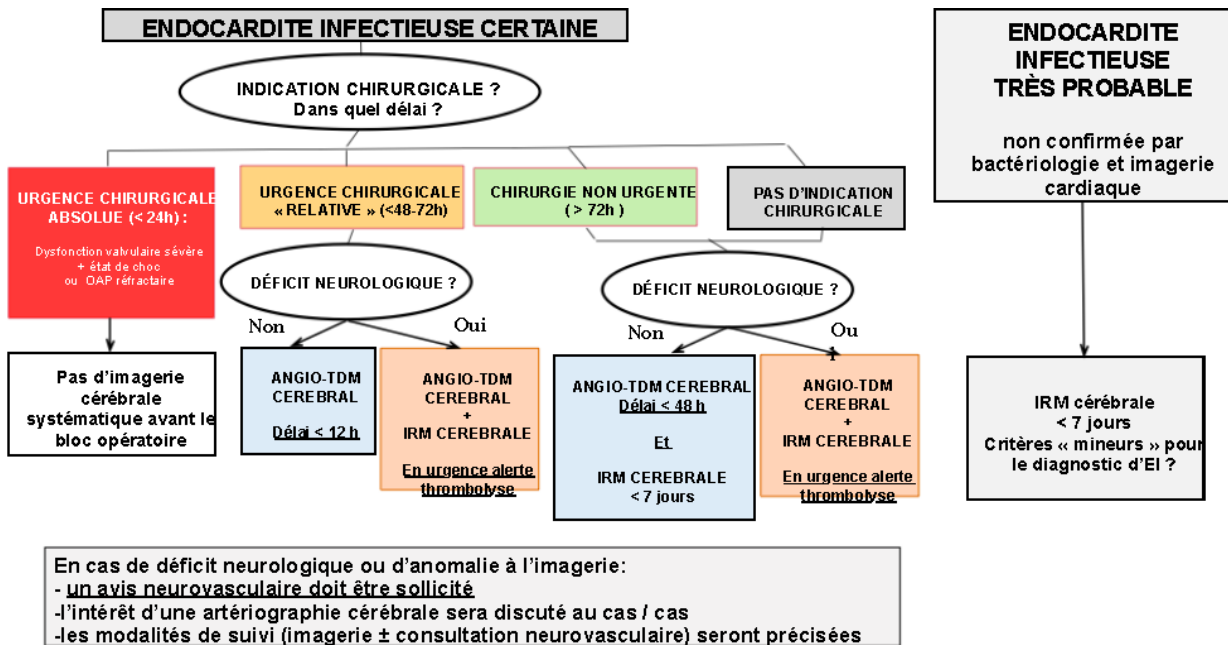 ENDOCARDITE INFECTIEUSE CERTAINE
INDICATION CHIRURGICALE ?
Dans quel délai ?
URGENCE CHIRURGICALE
ABSOLUE (< 24h) :
Dysfonction valvulaire sévère
+ état de choc
ou OAP réfractaire
URGENCE CHIRURGICALE
« RELATIVE » (<48-72h)
CHIRURGIE NON URGENTE
( > 72h )
PAS D’INDICATION
CHIRURGICALE
DÉFICIT NEUROLOGIQUE ?
DÉFICIT NEUROLOGIQUE ?
Non
Oui
Non
Ou
i
Pas d’imagerie
cérébrale
systématique avant le
bloc opératoire
ANGIO-TDM
CEREBRAL
Délai < 12 h
ANGIO-TDM
CEREBRAL
+
IRM CEREBRALE
En urgence alerte
thrombolyse
ANGIO-TDM CEREBRAL
Délai < 48 h
Et
IRM CEREBRALE
< 7 jours
ANGIO-TDM
CEREBRAL
+
IRM CEREBRALE
En urgence alerte
thrombolyse
ENDOCARDITE
INFECTIEUSE
TRÈS PROBABLE
non confirmée par
bactériologie et imagerie
cardiaque
IRM cérébrale
< 7 jours
Critères « mineurs » pour
le diagnostic d’EI ?
En cas de déficit neurologique ou d’anomalie à l’imagerie:
- un avis neurovasculaire doit être sollicité
-l’intérêt d’une artériographie cérébrale sera discuté au cas / cas
-les modalités de suivi (imagerie ± consultation neurovasculaire) seront précisées